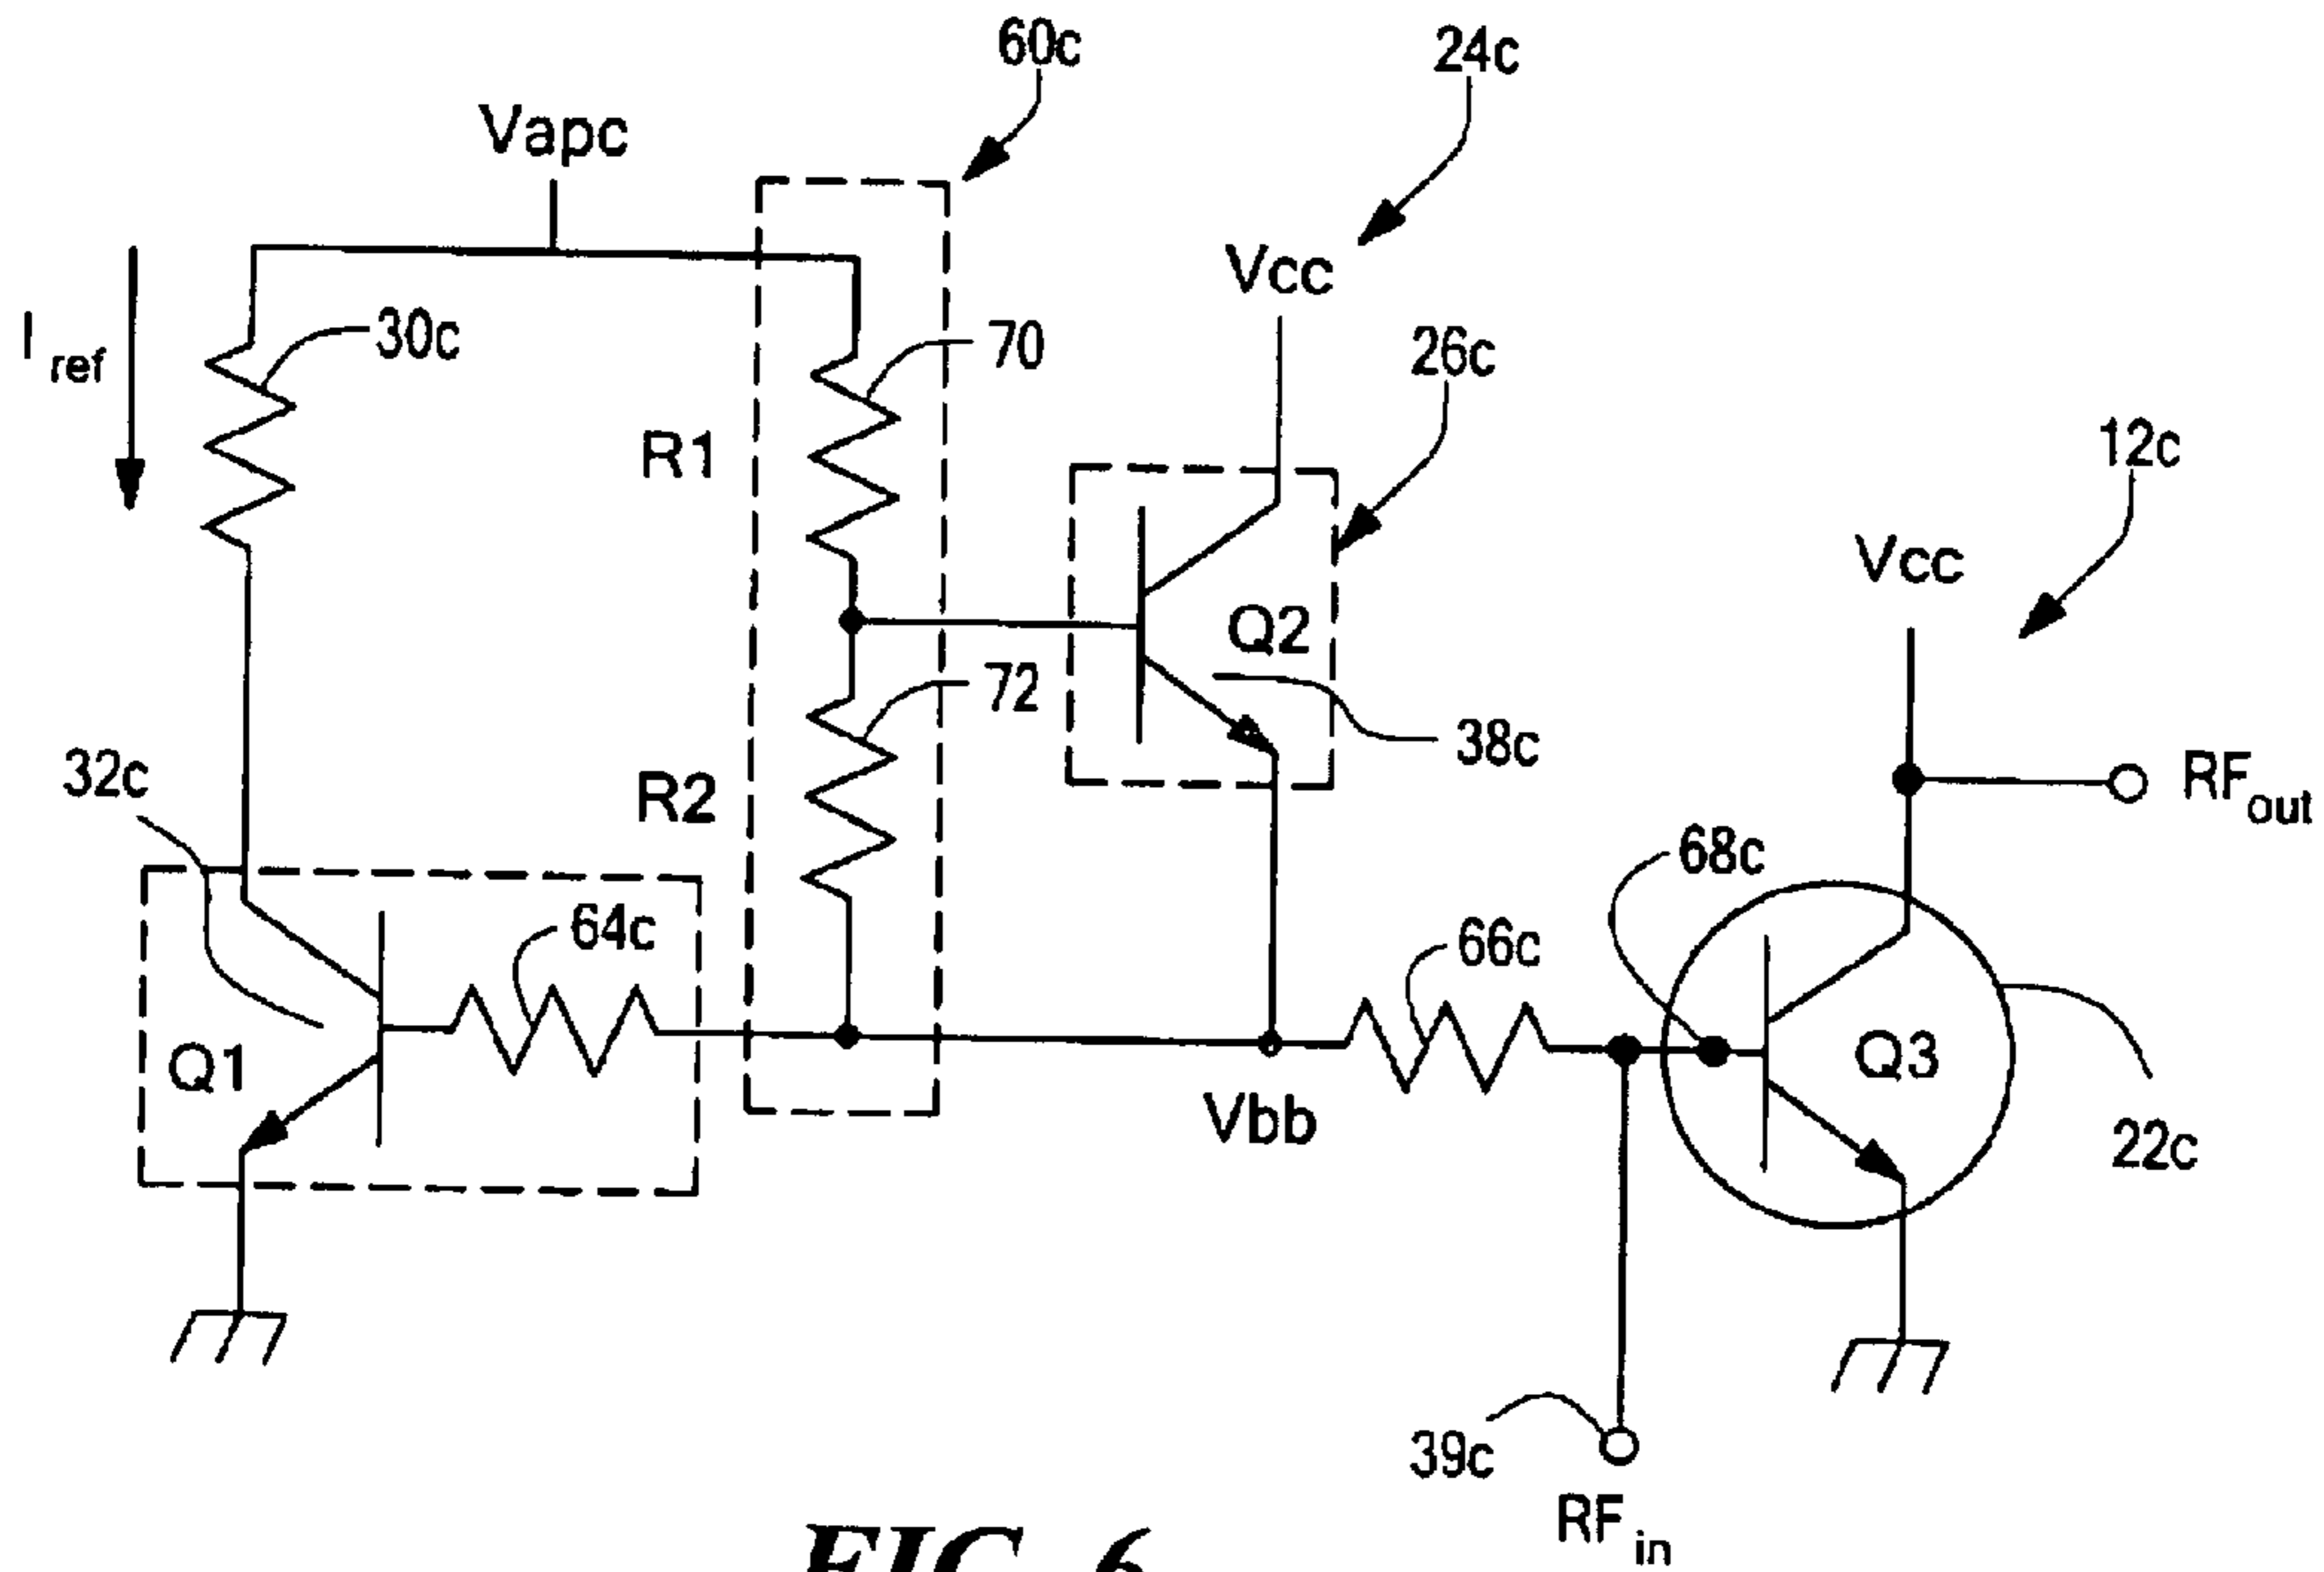 60c
24c
Vapc
Vcc
Iref
30c
70
26c
R1
12c
Vcc
Q2
72
38c
32c
R2
RFout
68c
64c
66c
Q1
Q3
Vbb
22c
39c
RFin
FIG. 6